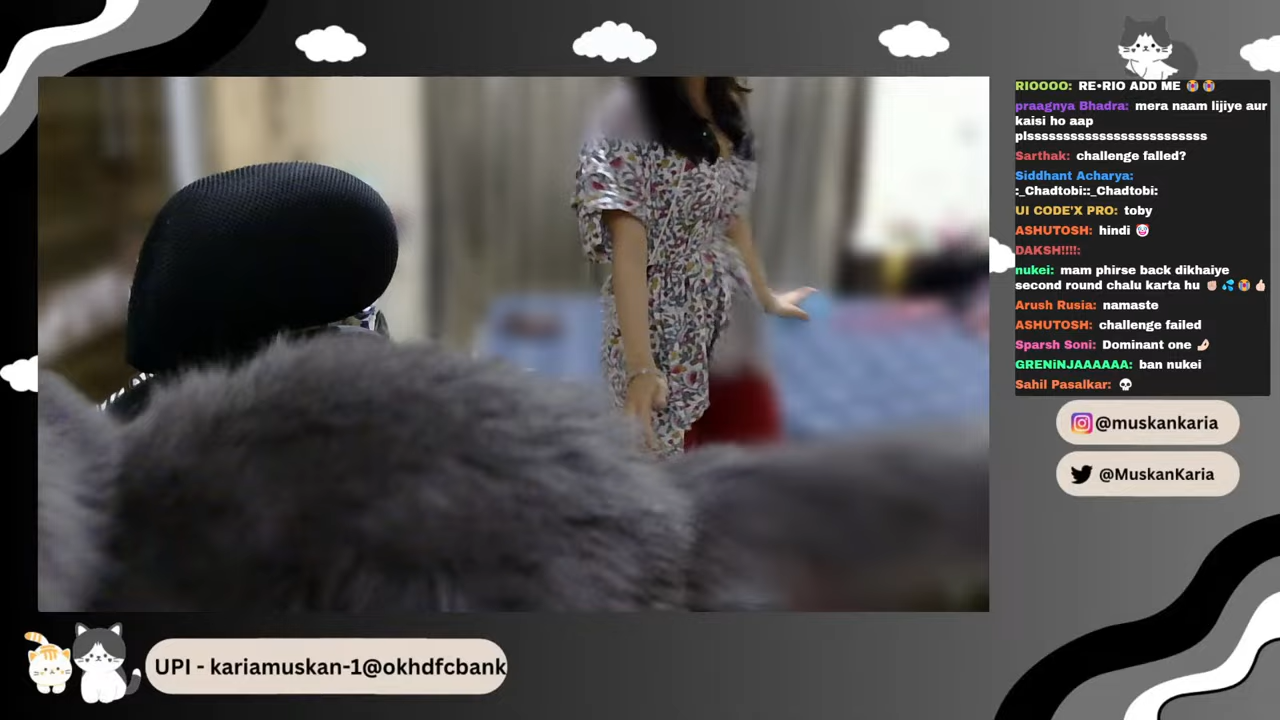 RIOOOO: RE•RIO ADD ME 😭😭
praagnya Bhadra: mera naam lijiye aur
kaisi ho aap
plsssssssssssssssssssssssss
Sarthak: challenge falled?
Siddhant Acharya:
:_Chadtobi::_Chadtobi:
UI CODE'X PRO: toby
ASHUTOSH: hindi 🤡
DAKSH!!!!:
nukei: mam phirse back dikhaiye
second round chalu karta hu ✊🏻💦😭👍🏻
Arush Rusia: namaste
ASHUTOSH: challenge failed
Sparsh Soni: Dominant one 🤌🏻
GRENiNJAAAAAA: ban nukei
Sahil Pasalkar: 💀
@muskankaria
@MuskanKaria
UPI - kariamuskan-1@okhdfcbank